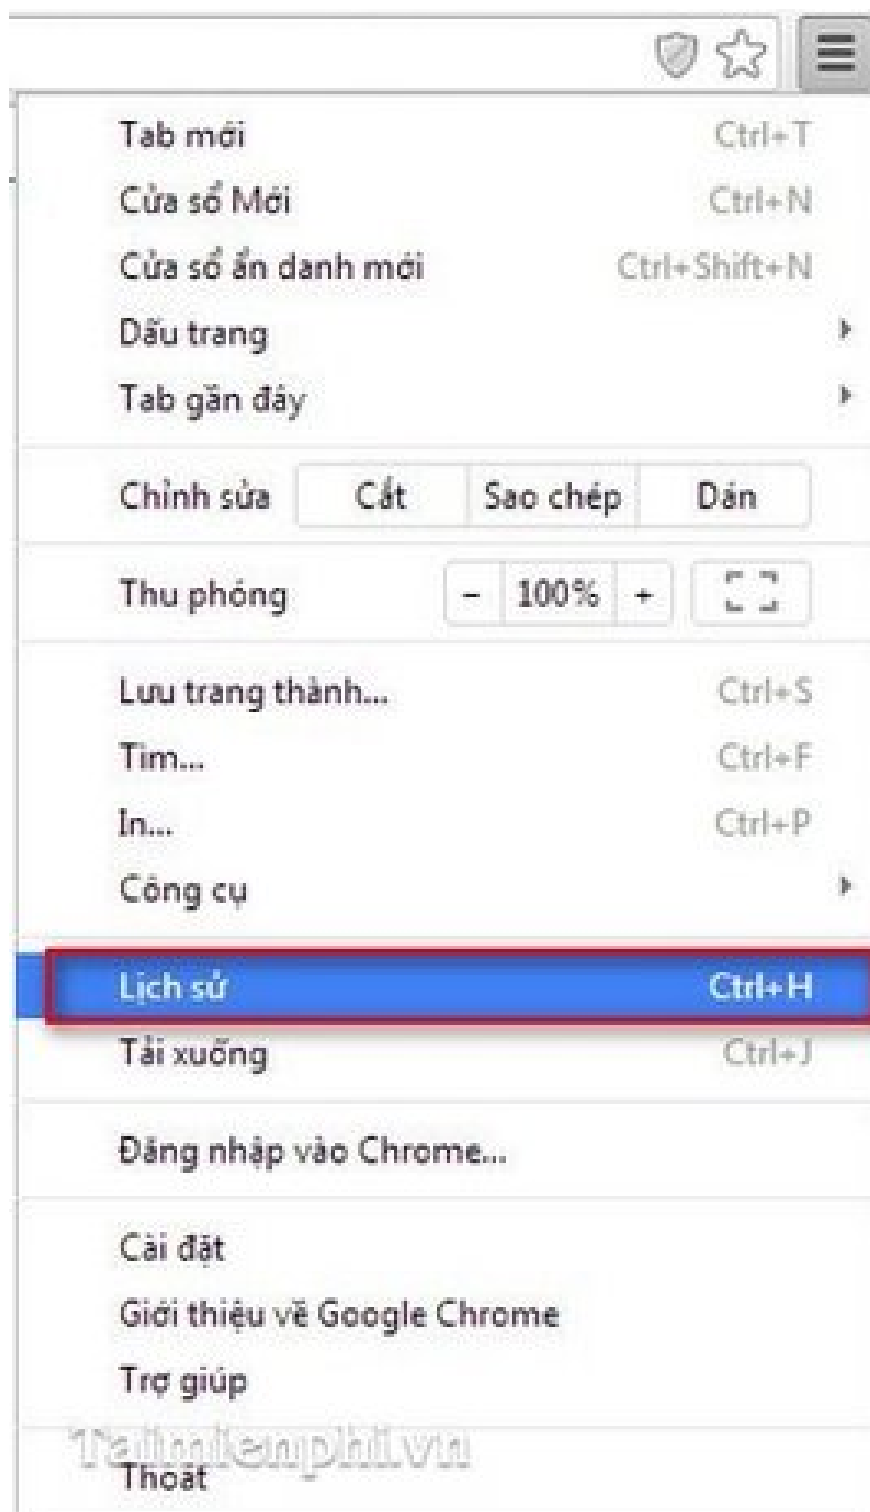 Tab mới Ctrl+T
Cửa sổ Mới Ctrl+N
Cửa sổ ẩn danh mới Ctrl+Shift+N
Dấu trang
Tab gần đây
Chỉnh sửa Cắt Sao chép Dán
Thu phóng - 100% +
Lưu trang thành... Ctrl+S
Tìm... Ctrl+F
In... Ctrl+P
Công cụ
Lịch sử Ctrl+H
Tải xuống Ctrl+J
Đăng nhập vào Chrome...
Cài đặt
Giới thiệu về Google Chrome
Trợ giúp
Taimienphi.vn
Thoát